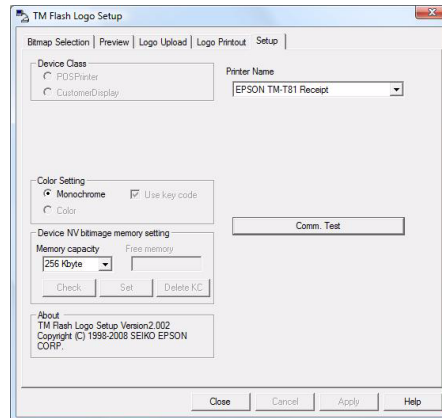 TM Flash Logo Setup
Bitmap Selection Preview Logo Upload Logo Printout Setup
Device Class
POSPrinter
CustomerDisplay
Printer Name
EPSON TM-T81 Receipt
Color Setting
Monochrome Use key code
Color
Comm. Test
Device NV bitimage memory setting
Memory capacity Free memory
256 Kbyte
Check Set Delete KC
About
TM Flash Logo Setup Version2.002
Copyright (C) 1998-2008 SEIKO EPSON
CORP.
Close Cancel Apply Help